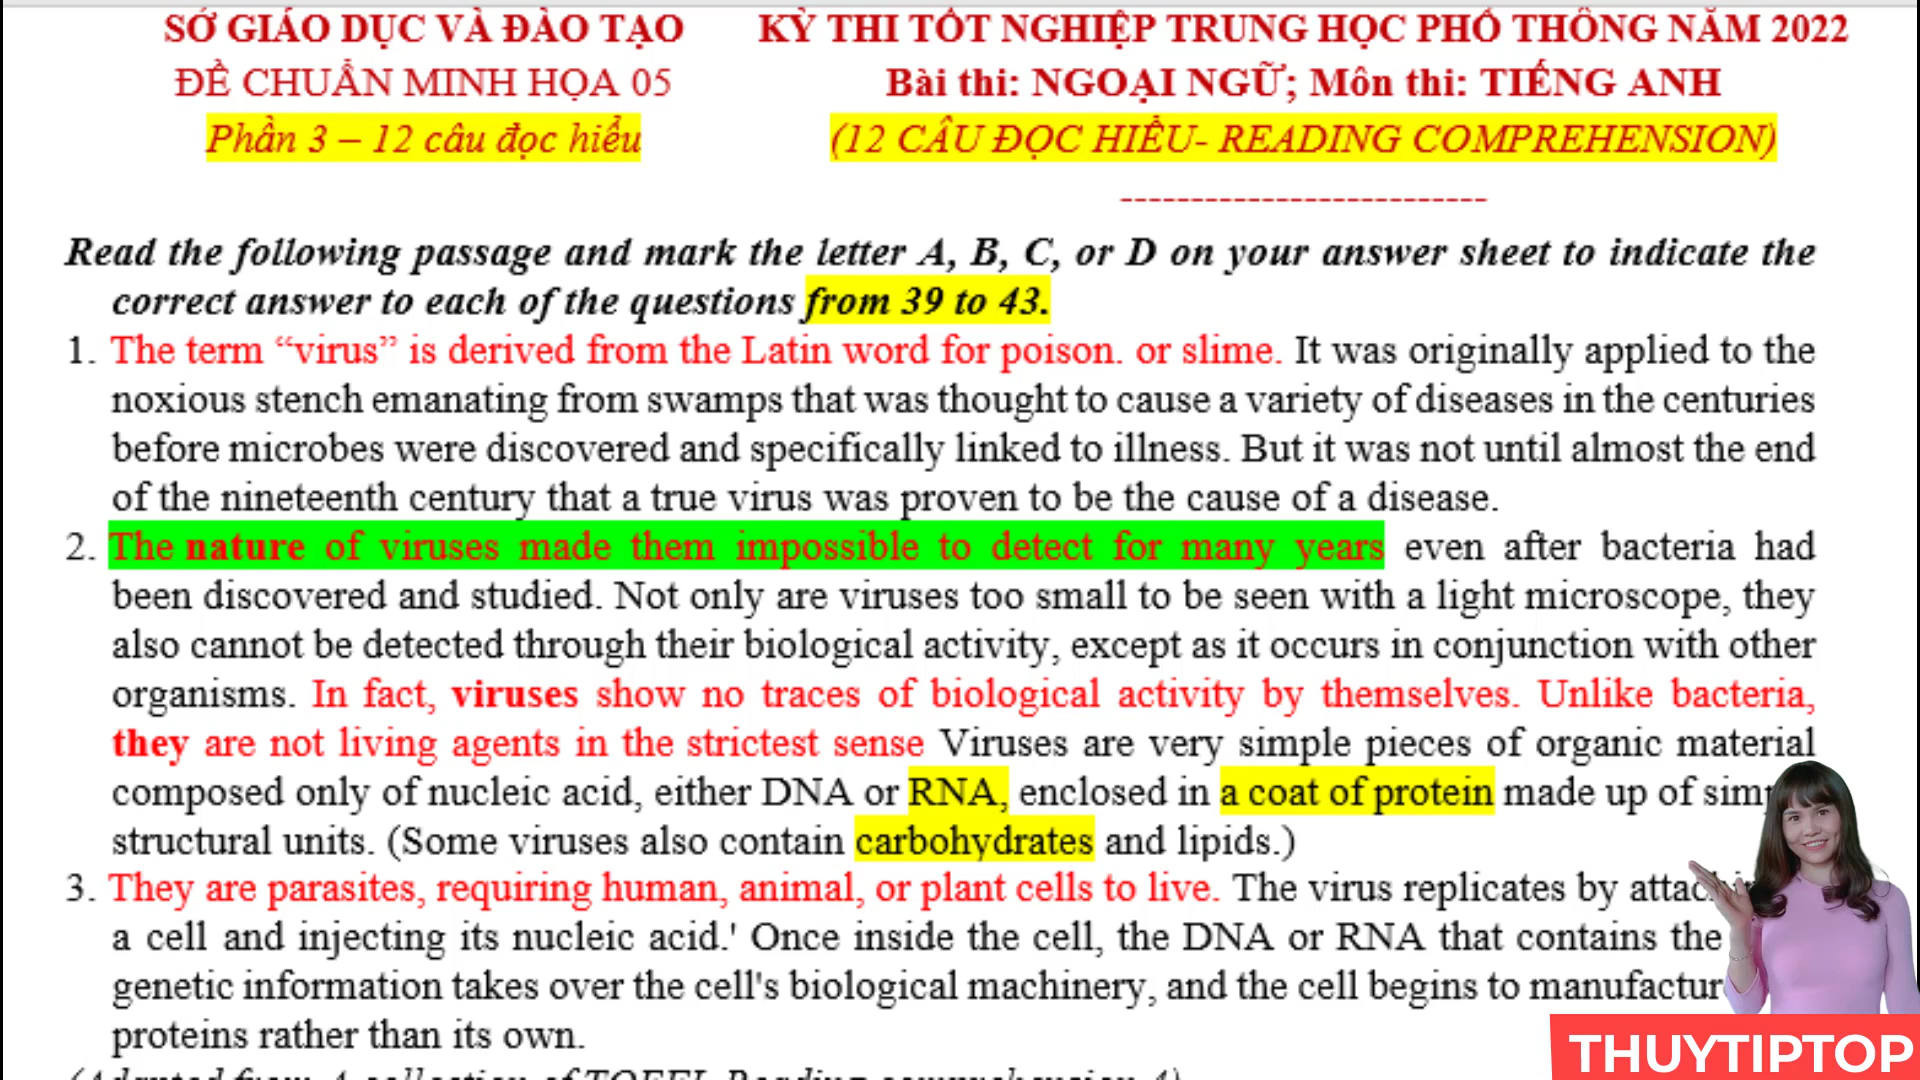 SỞ GIÁO DỤC VÀ ĐÀO TẠO
KỲ THI TỐT NGHIỆP TRUNG HỌC PHỔ THÔNG NĂM 2022
ĐỀ CHUẨN MINH HỌA 05
Bài thi: NGOẠI NGỮ; Môn thi: TIẾNG ANH
Phần 3 – 12 câu đọc hiểu
(12 CÂU ĐỌC HIỂU- READING COMPREHENSION)
--------------------------
Read the following passage and mark the letter A, B, C, or D on your answer sheet to indicate the
correct answer to each of the questions from 39 to 43.
1. The term “virus” is derived from the Latin word for poison. or slime. It was originally applied to the
noxious stench emanating from swamps that was thought to cause a variety of diseases in the centuries
before microbes were discovered and specifically linked to illness. But it was not until almost the end
of the nineteenth century that a true virus was proven to be the cause of a disease.
2. The nature of viruses made them impossible to detect for many years even after bacteria had
been discovered and studied. Not only are viruses too small to be seen with a light microscope, they
also cannot be detected through their biological activity, except as it occurs in conjunction with other
organisms. In fact, viruses show no traces of biological activity by themselves. Unlike bacteria,
they are not living agents in the strictest sense Viruses are very simple pieces of organic material
composed only of nucleic acid, either DNA or RNA, enclosed in a coat of protein made up of
structural units. (Some viruses also contain carbohydrates and lipids.)
3. They are parasites, requiring human, animal, or plant cells to live. The virus replicates by
a cell and injecting its nucleic acid.' Once inside the cell, the DNA or RNA that contains the
genetic information takes over the cell's biological machinery, and the cell begins to
proteins rather than its own.
(Adapted from A collection of TOEFL Reading comprehension 4)
THUYTIPTOP